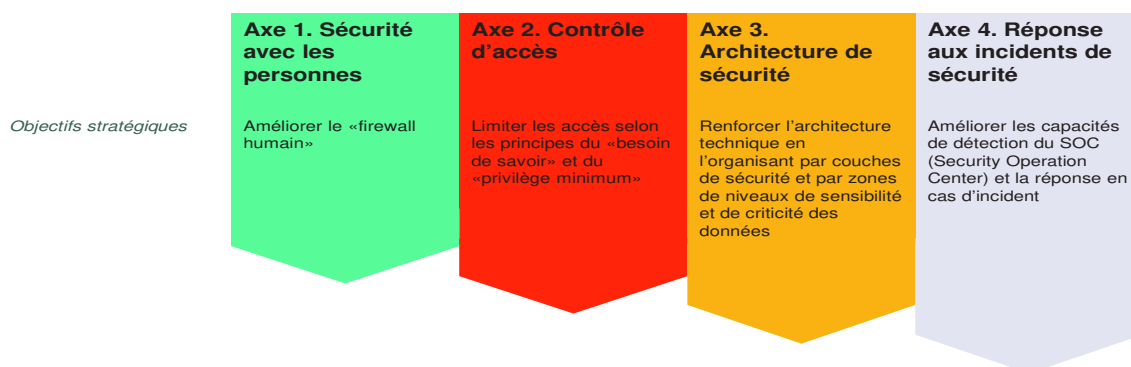 Axe 1. Sécurité
avec les
personnes
Axe 2. Contrôle
d’accès
Axe 3.
Architecture de
sécurité
Axe 4. Réponse
aux incidents de
sécurité
Objectifs stratégiques
Améliorer le «firewall
humain»
Limiter les accès selon
les principes du «besoin
de savoir» et du
«privilège minimum»
Renforcer l’architecture
technique en
l’organisant par couches
de sécurité et par zones
de niveaux de sensibilité
et de criticité des
données
Améliorer les capacités
de détection du SOC
(Security Operation
Center) et la réponse en
cas d’incident